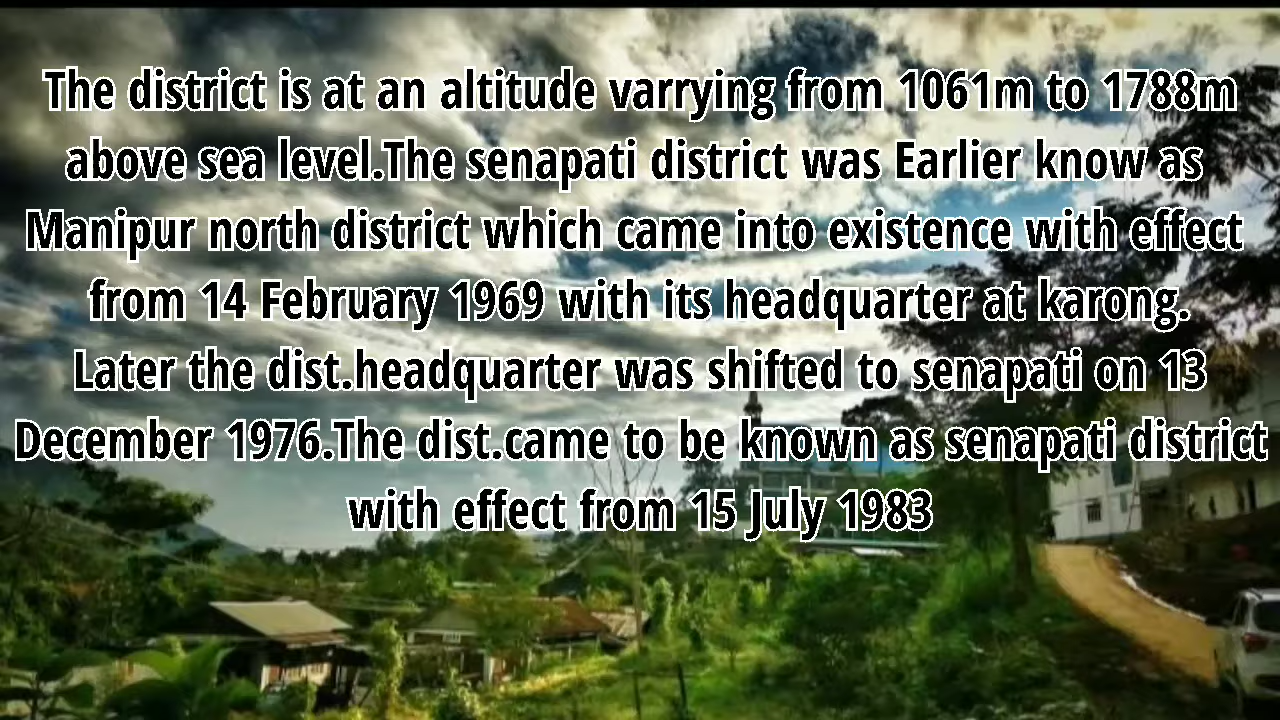 The district is at an altitude varrying from 1061m to 1788m
above sea level.The senapati district was Earlier know as
Manipur north district which came into existence with effect
from 14 February 1969 with its headquarter at karong.
Later the dist.headquarter was shifted to senapati on 13
December 1976.The dist.came to be known as senapati district
with effect from 15 July 1983